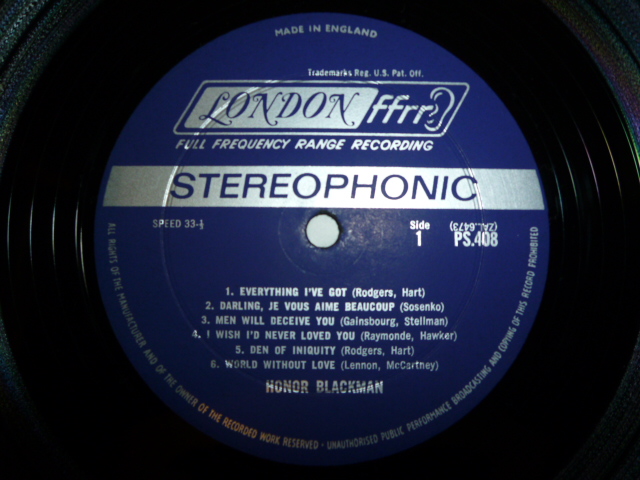 MADE IN ENGLAND
Trademarks Reg. U.S. Pat. Off.
LONDON ffrr
FULL FREQUENCY RANGE RECORDING
STEREOPHONIC
SPEED 33-⅓
Side 1
(ZAL.6473)
PS.408
1. EVERYTHING I'VE GOT (Rodgers, Hart)
2. DARLING, JE VOUS AIME BEAUCOUP (Sosenko)
3. MEN WILL DECEIVE YOU (Gainsbourg, Stellman)
4. I WISH I'D NEVER LOVED YOU (Raymonde, Hawker)
5. DEN OF INIQUITY (Rodgers, Hart)
6. WORLD WITHOUT LOVE (Lennon, McCartney)
HONOR BLACKMAN
ALL RIGHTS OF THE MANUFACTURER AND OF THE OWNER OF THE RECORDED WORK RESERVED - UNAUTHORISED PUBLIC PERFORMANCE BROADCASTING AND COPYING OF THIS RECORD PROHIBITED